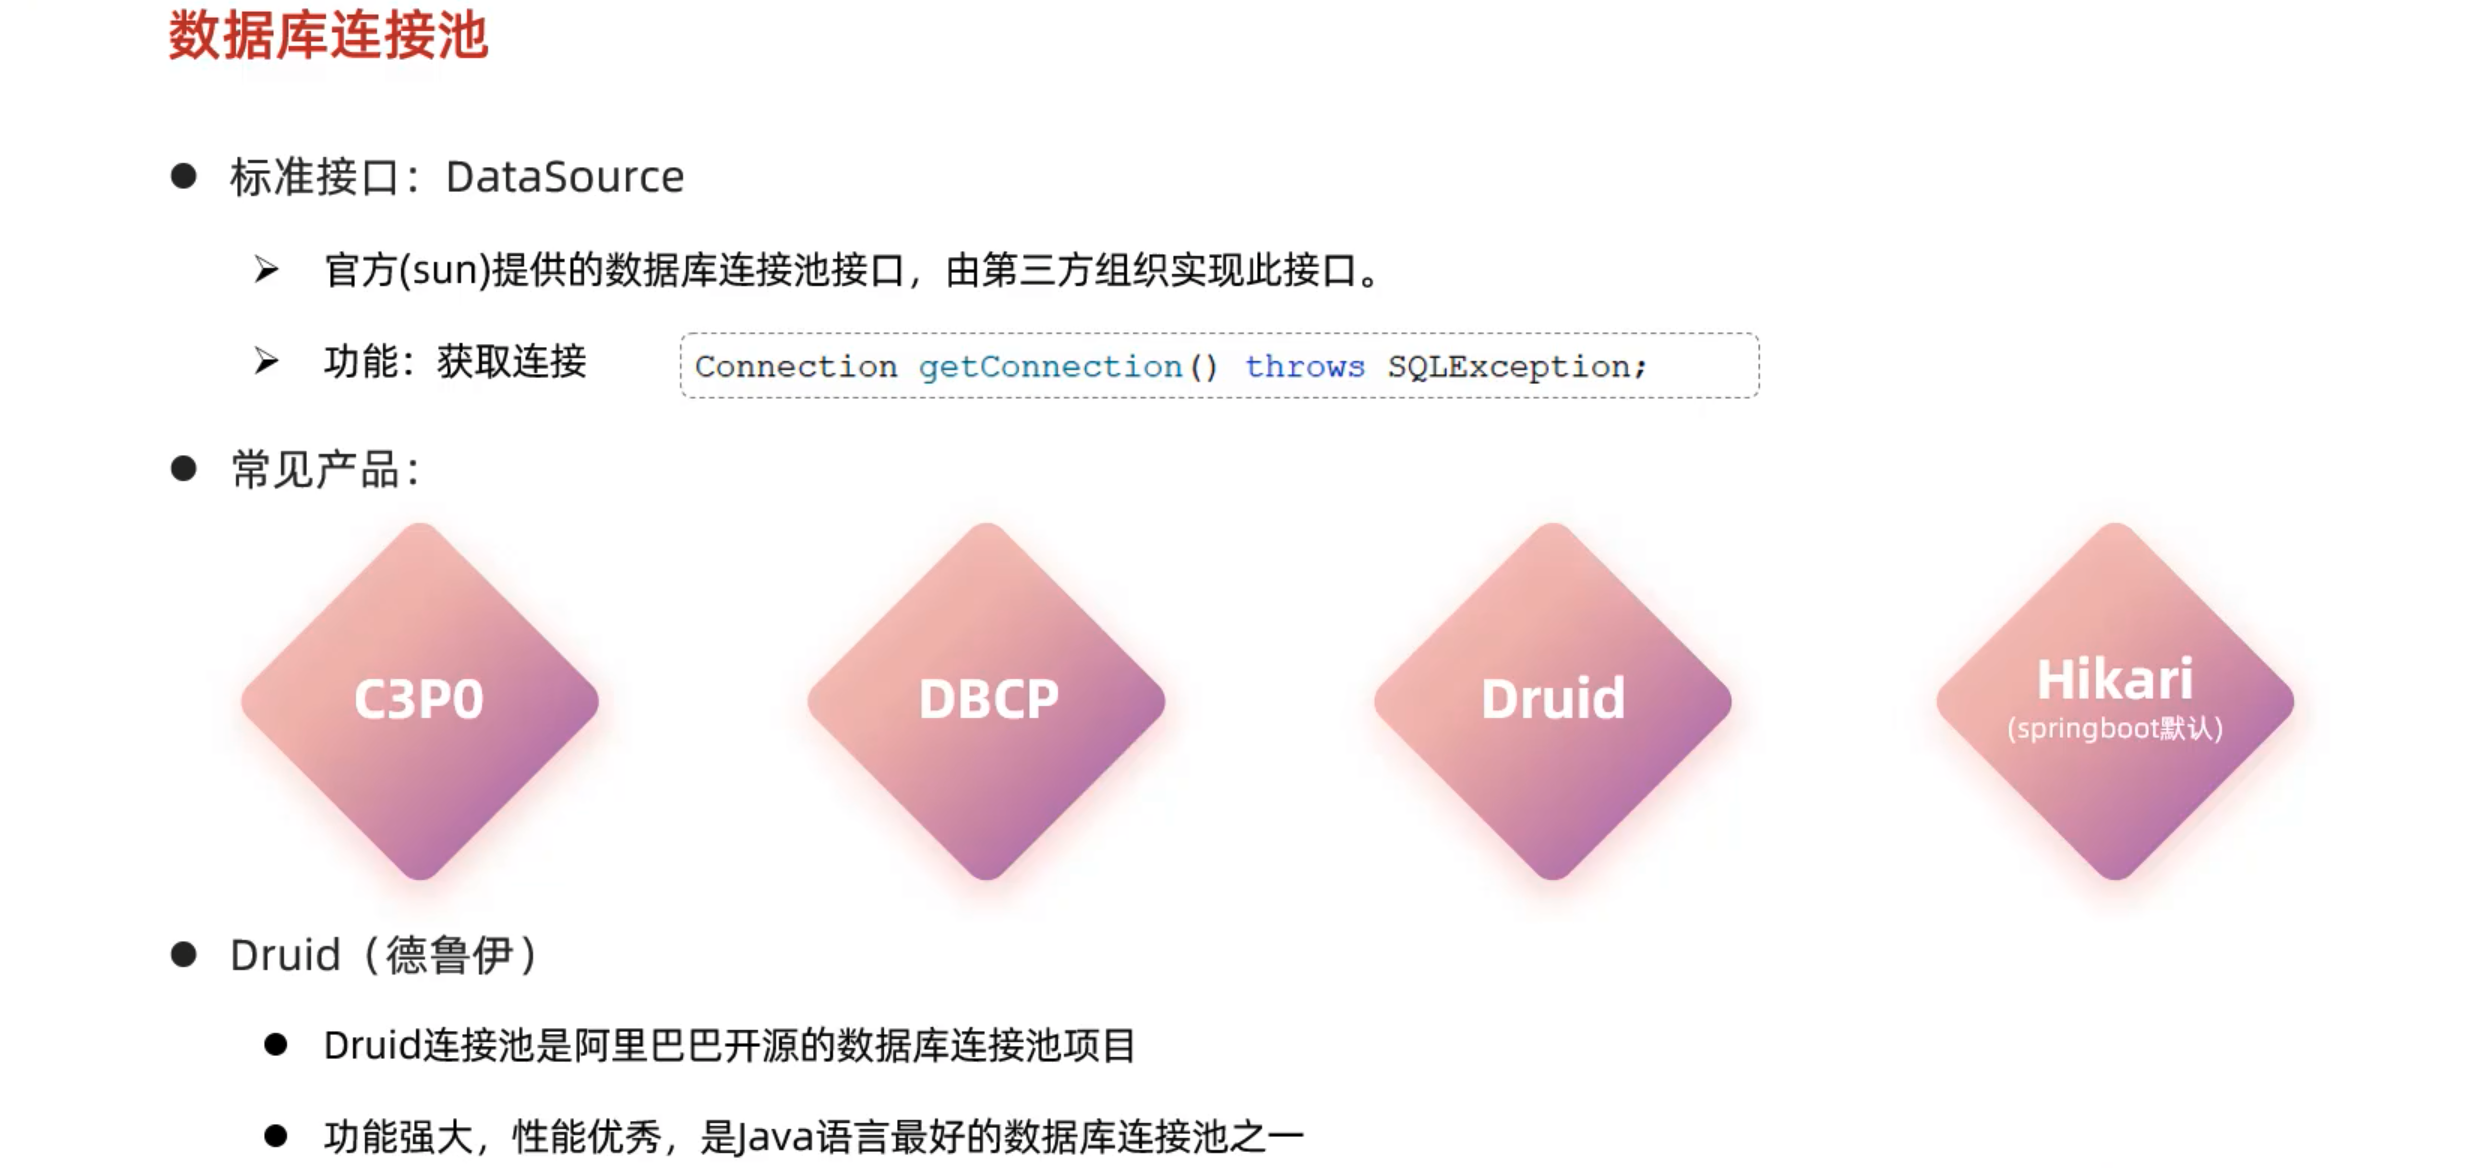 数据库连接池
标准接口：DataSource
官方(sun)提供的数据库连接池接口，由第三方组织实现此接口。
功能：获取连接
Connection getConnection() throws SQLException;
常见产品：
C3P0
DBCP
Druid
Hikari
(springboot默认)
Druid（德鲁伊）
Druid连接池是阿里巴巴开源的数据库连接池项目
功能强大，性能优秀，是Java语言最好的数据库连接池之一